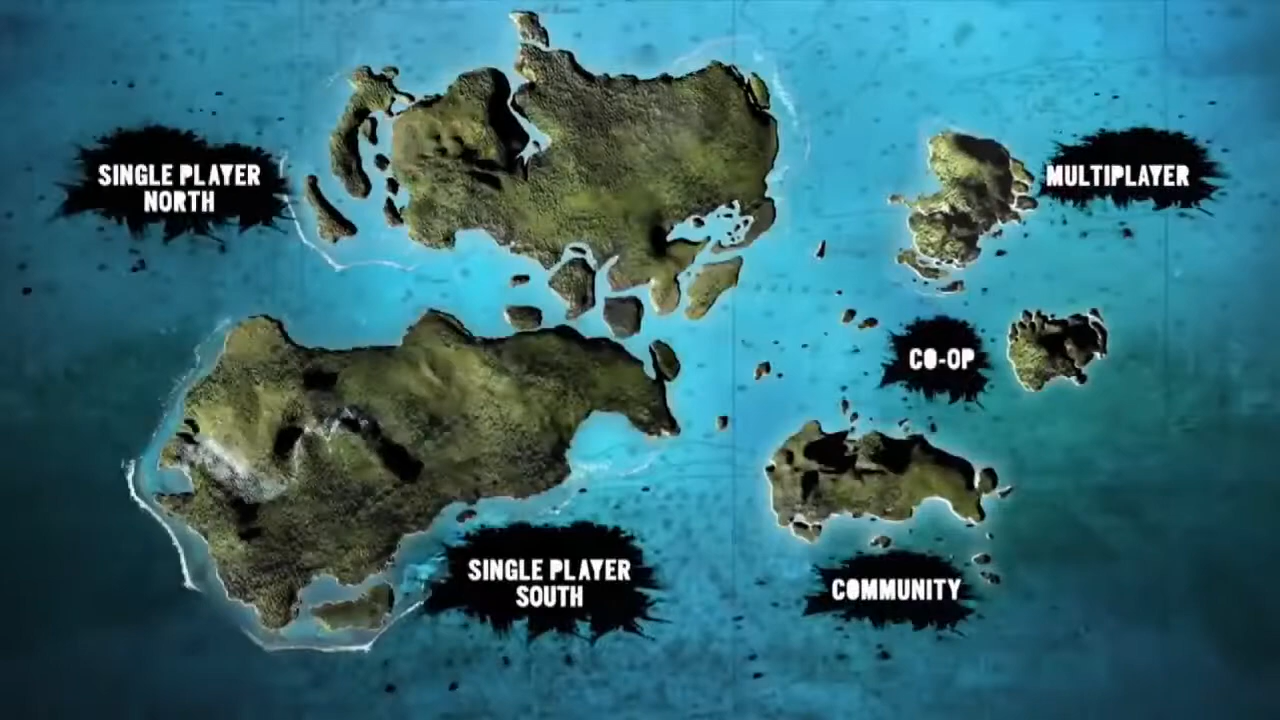 SINGLE PLAYER
NORTH
MULTIPLAYER
CO-OP
SINGLE PLAYER
SOUTH
COMMUNITY